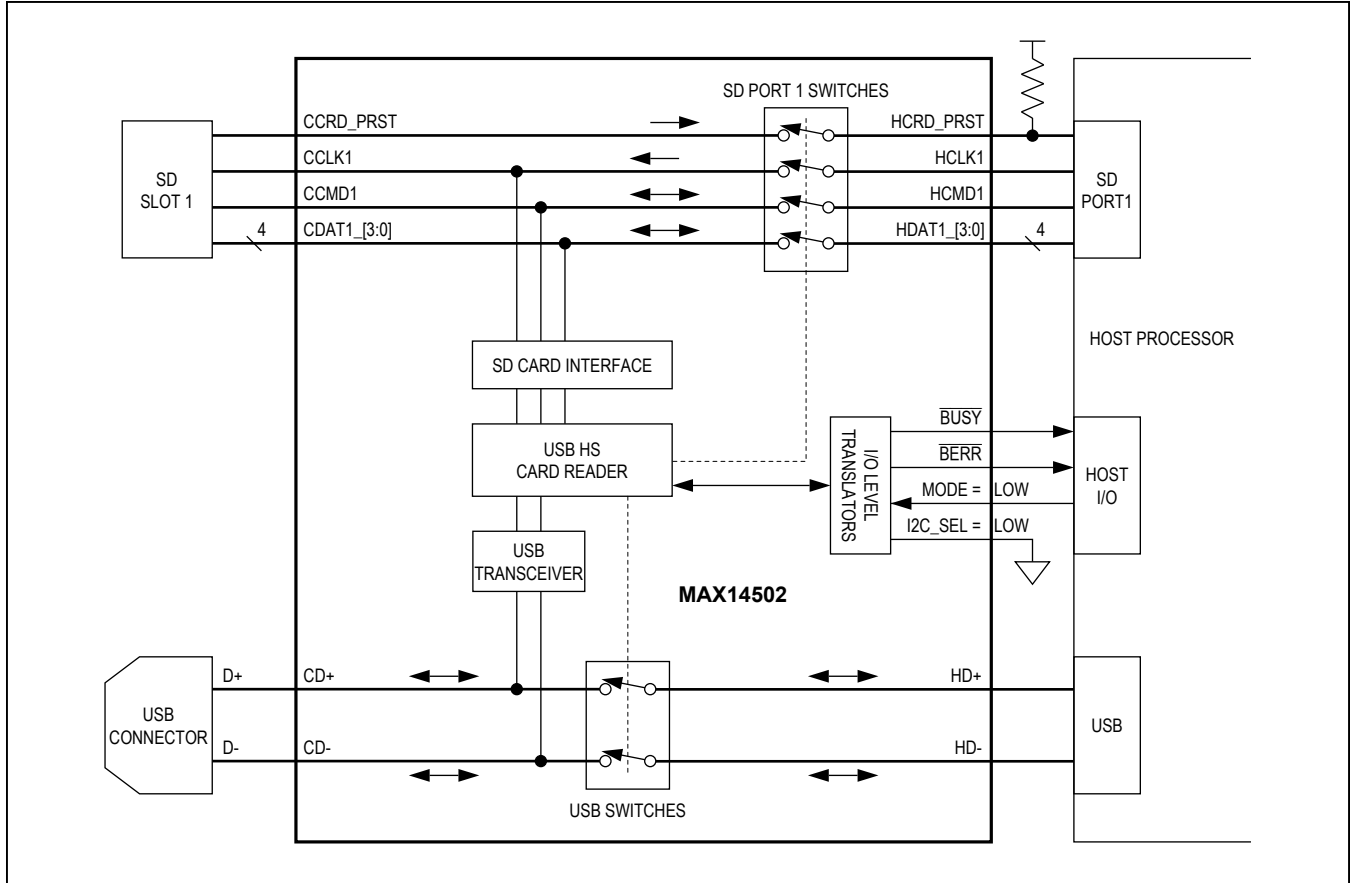 SD PORT 1 SWITCHES
CCRD_PRST
HCRD_PRST
CCLK1
HCLK1
SD
SLOT 1
CCMD1
HCMD1
SD
PORT1
4
CDAT1_[3:0]
HDAT1_[3:0]
4
HOST PROCESSOR
SD CARD INTERFACE
USB HS
CARD READER
I/O LEVEL
TRANSLATORS
BUSY
BERR
MODE = LOW
I2C_SEL = LOW
HOST
I/O
USB
TRANSCEIVER
MAX14502
D+
CD+
HD+
USB
CONNECTOR
USB
D-
CD-
HD-
USB SWITCHES